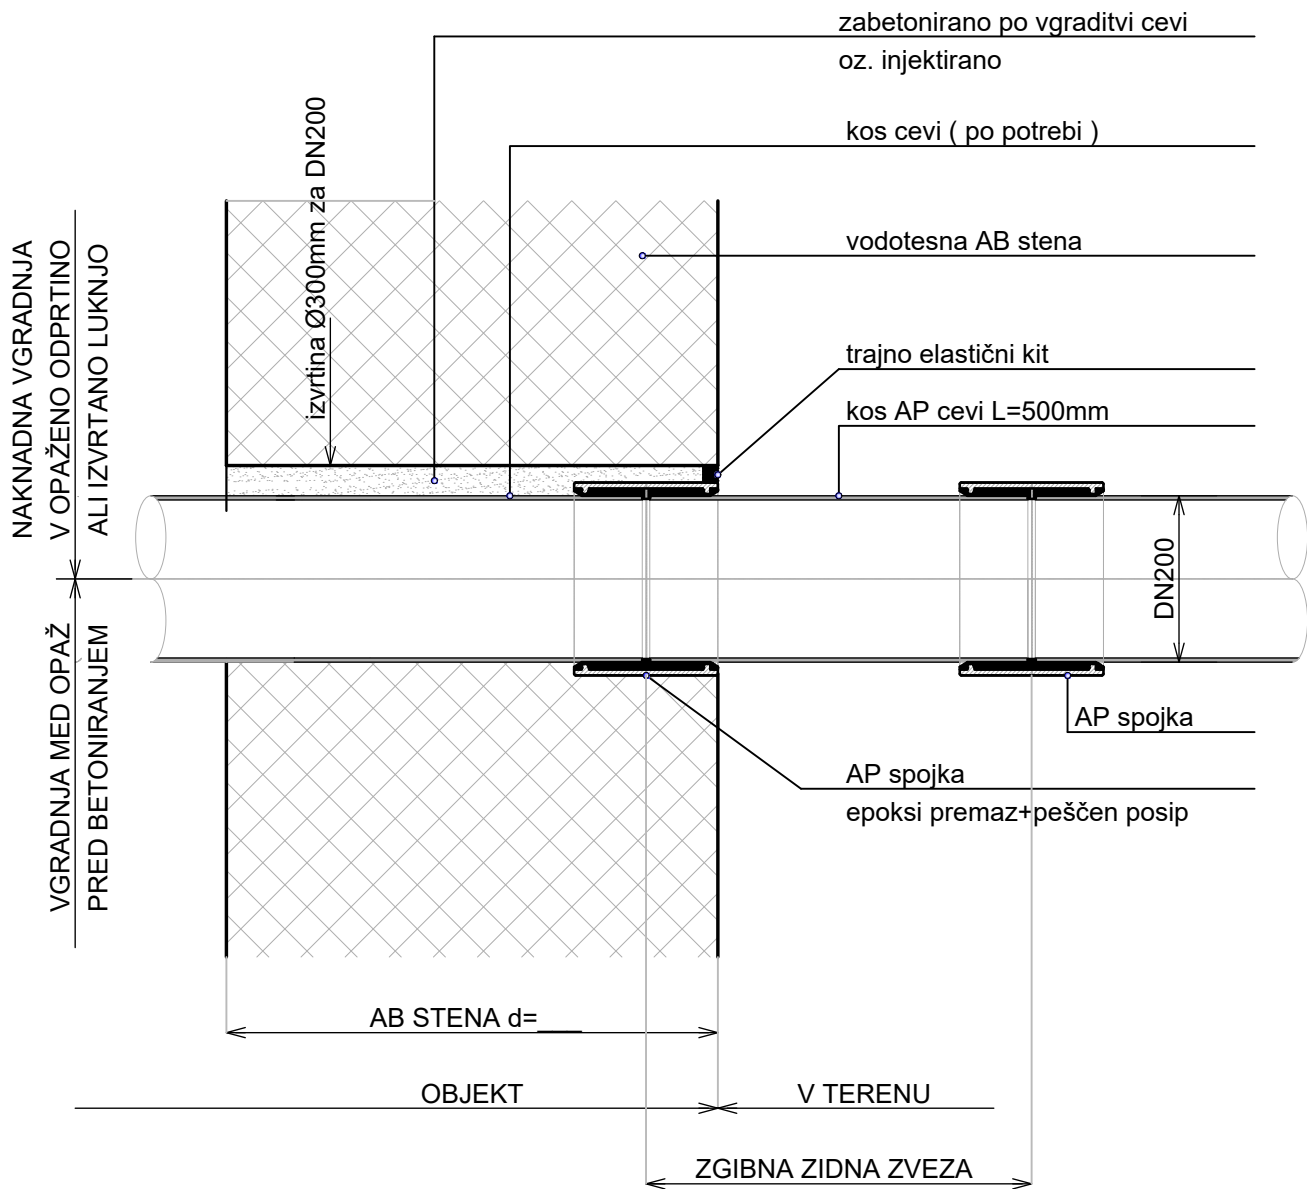 zabetonirano po vgraditvi cevi
oz. injektirano
kos cevi ( po potrebi )
vodotesna AB stena
trajno elastični kit
kos AP cevi L=500mm
izvrtina Ø300mm za DN200
NAKNADNA VGRADNJA
V OPAŽENO ODPRTINO
ALI IZVRTANO LUKNJO
VGRADNJA MED OPAŽ
PRED BETONIRANJEM
DN200
AP spojka
AP spojka
epoksi premaz+peščen posip
AB STENA d=___
OBJEKT
V TERENU
ZGIBNA ZIDNA ZVEZA